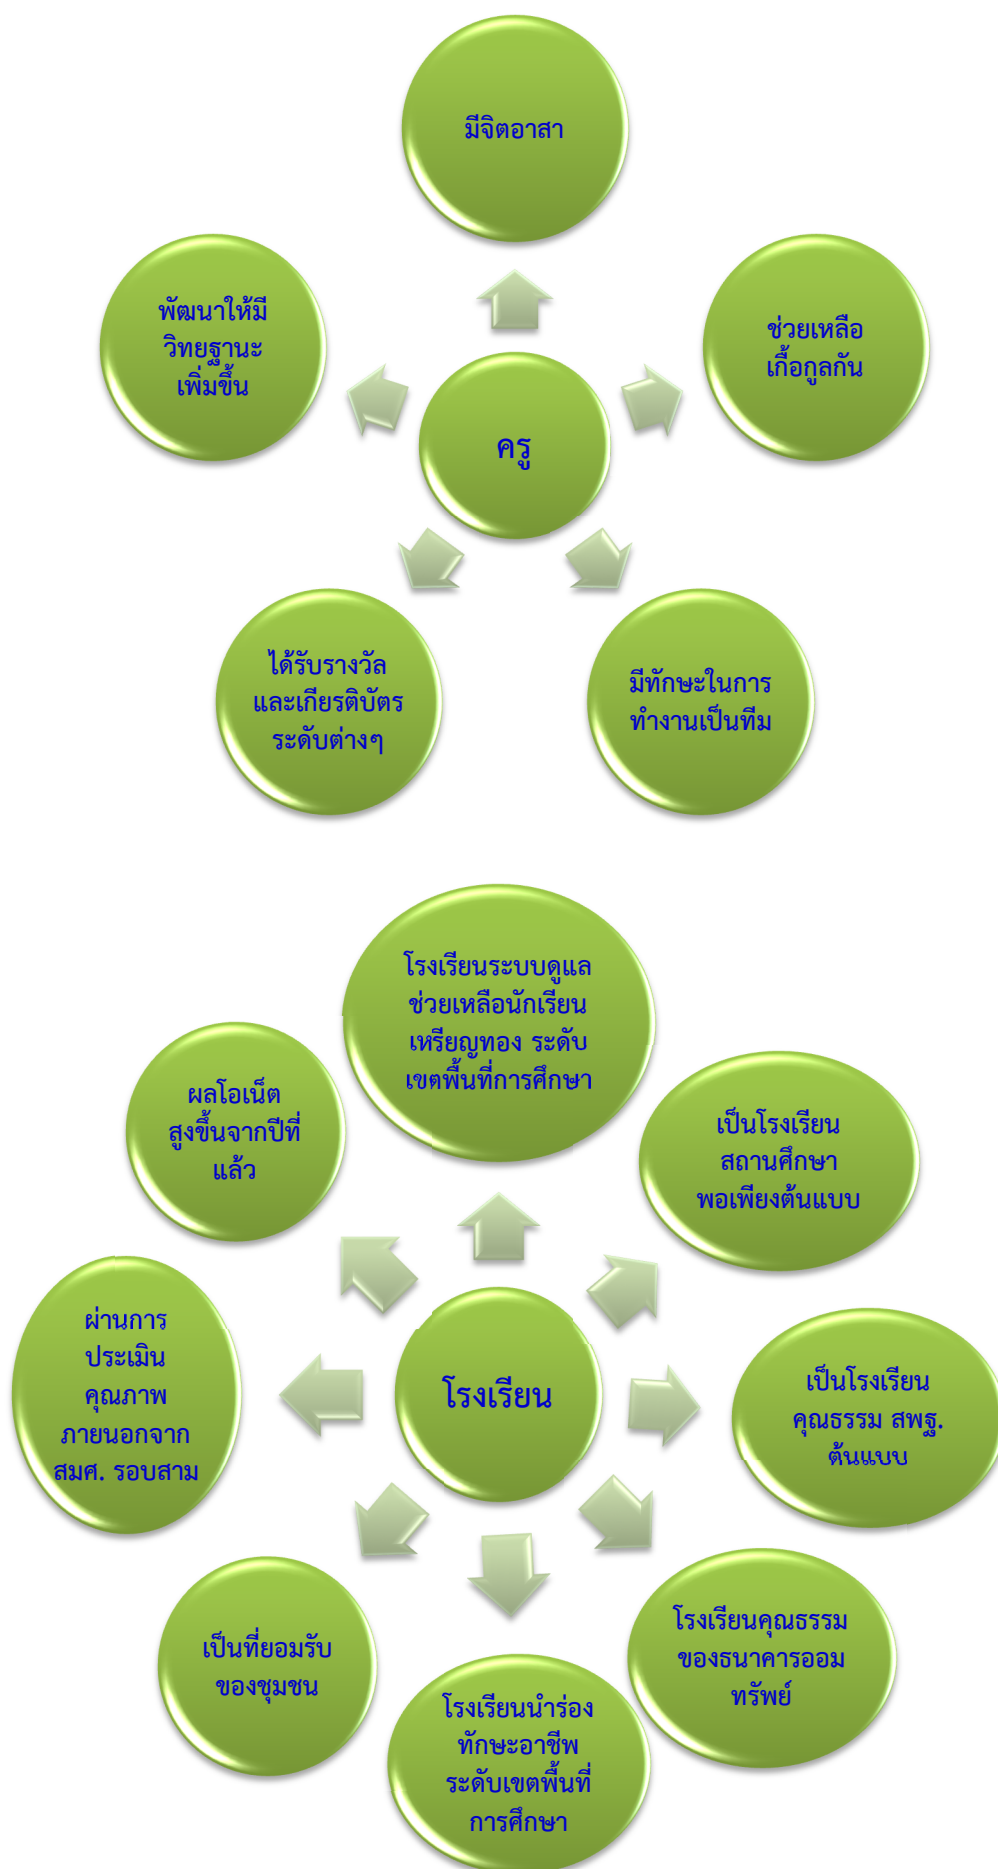 มีจิตอาสา
พัฒนาให้มี
วิทยฐานะ
เพิ่มขึ้น
ช่วยเหลือ
เกื้อกูลกัน
ครู
ได้รับรางวัล
และเกียรติบัตร
ระดับต่างๆ
มีทักษะในการ
ทำงานเป็นทีม
โรงเรียนระบบดูแล
ช่วยเหลือนักเรียน
เหรียญทอง ระดับ
เขตพื้นที่การศึกษา
ผลโอเน็ต
สูงขึ้นจากปีที่
แล้ว
เป็นโรงเรียน
สถานศึกษา
พอเพียงต้นแบบ
ผ่านการ
ประเมิน
คุณภาพ
ภายนอกจาก
สมศ. รอบสาม
โรงเรียน
เป็นโรงเรียน
คุณธรรม สพฐ.
ต้นแบบ
เป็นที่ยอมรับ
ของชุมชน
โรงเรียนคุณธรรม
ของธนาคารออม
ทรัพย์
โรงเรียนนำร่อง
ทักษะอาชีพ
ระดับเขตพื้นที่
การศึกษา